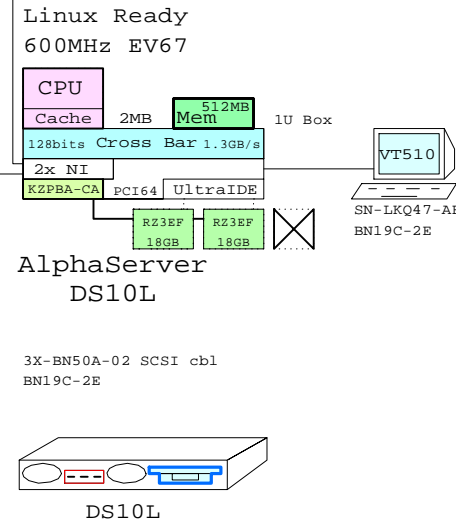 Linux Ready
600MHz EV67
CPU
Cache 2MB
512MB
Mem
1U Box
128bits Cross Bar 1.3GB/s
2x NI
KZPBA-CA PCI64 UltraIDE
VT510
RZ3EF RZ3EF
18GB 18GB
SN-LKQ47-AB
BN19C-2E
AlphaServer
DS10L
3X-BN50A-02 SCSI cbl
BN19C-2E
DS10L